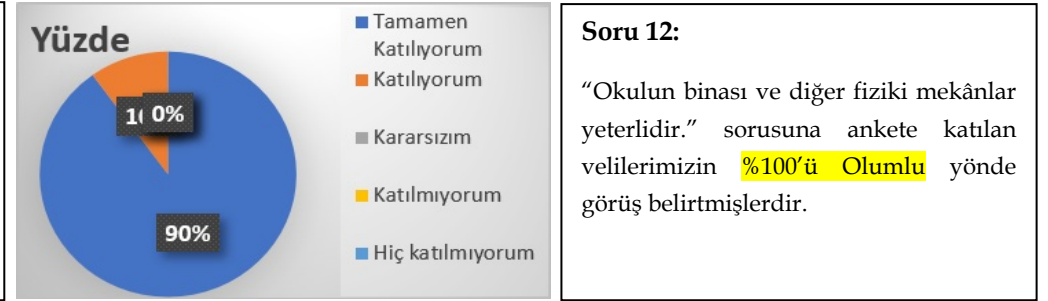 Yüzde
Tamamen
Katılıyorum
Katılıyorum
Kararsızım
Katılmıyorum
Hiç katılmıyorum
0%
90%
Soru 12:
“Okulun binası ve diğer fiziki mekânlar
yeterlidir.” sorusuna ankete katılan
velilerimizin %100’ü Olumlu yönde
görüş belirtmişlerdir.